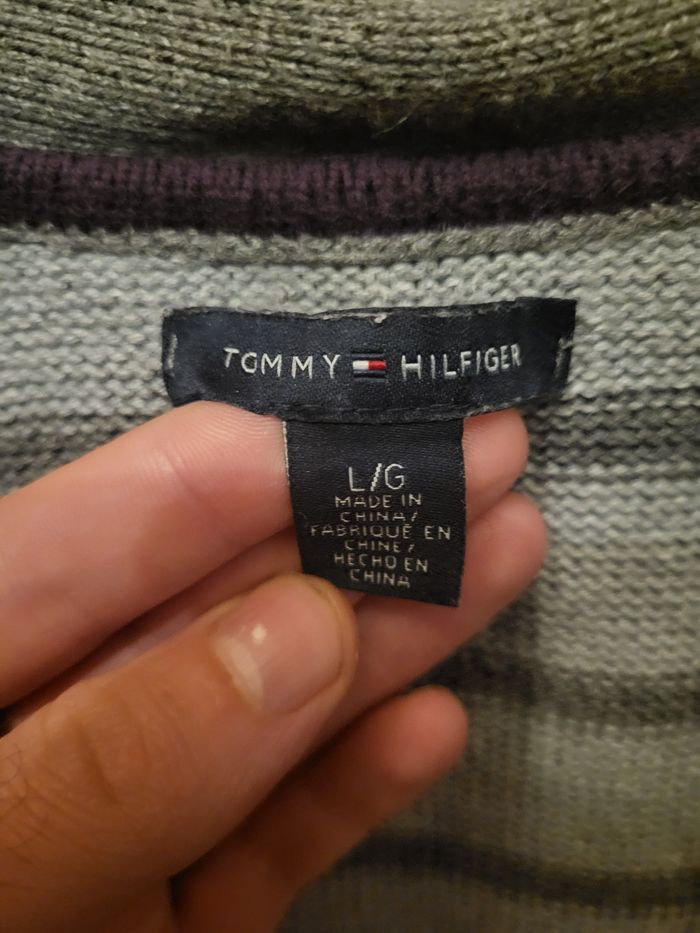 TOMMY HILFIGER
L/G
MADE IN
CHINA/
FABRIQUÉ EN
CHINE/
HECHO EN
CHINA